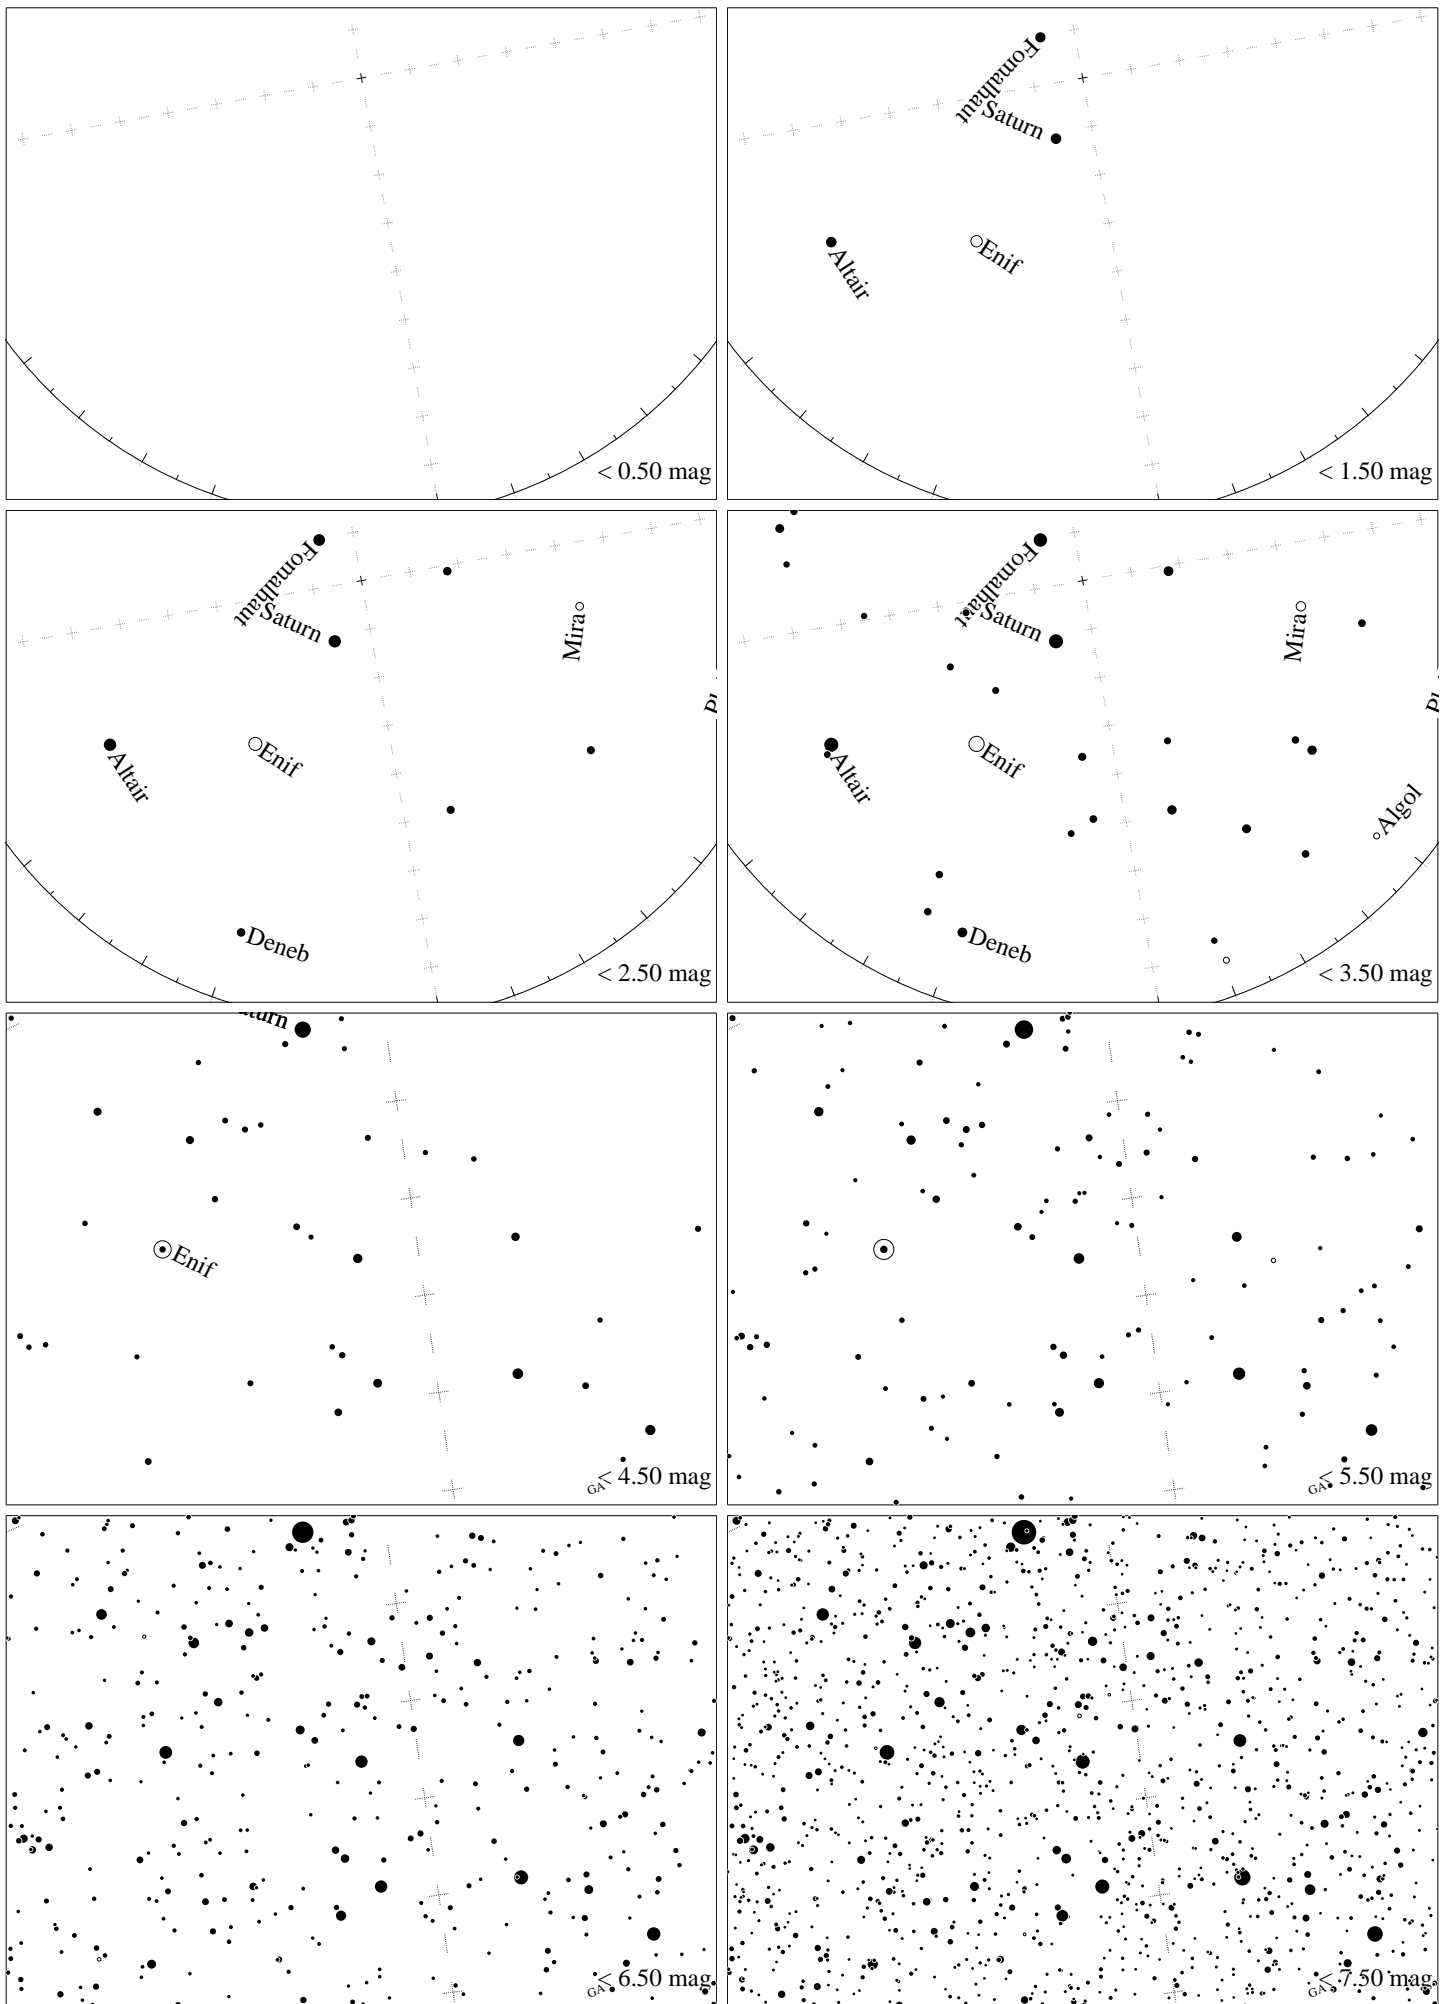 < 0.50 mag
Fomalhaut
Saturn
Enif
Altair
< 1.50 mag
Fomalhaut
Saturn
Mira
Altair
Enif
Deneb
< 2.50 mag
Fomalhaut
Saturn
Mira
Altair
Enif
Algol
Deneb
< 3.50 mag
Enif
GA
< 4.50 mag
GA
< 5.50 mag
GA
< 6.50 mag
GA
< 7.50 mag